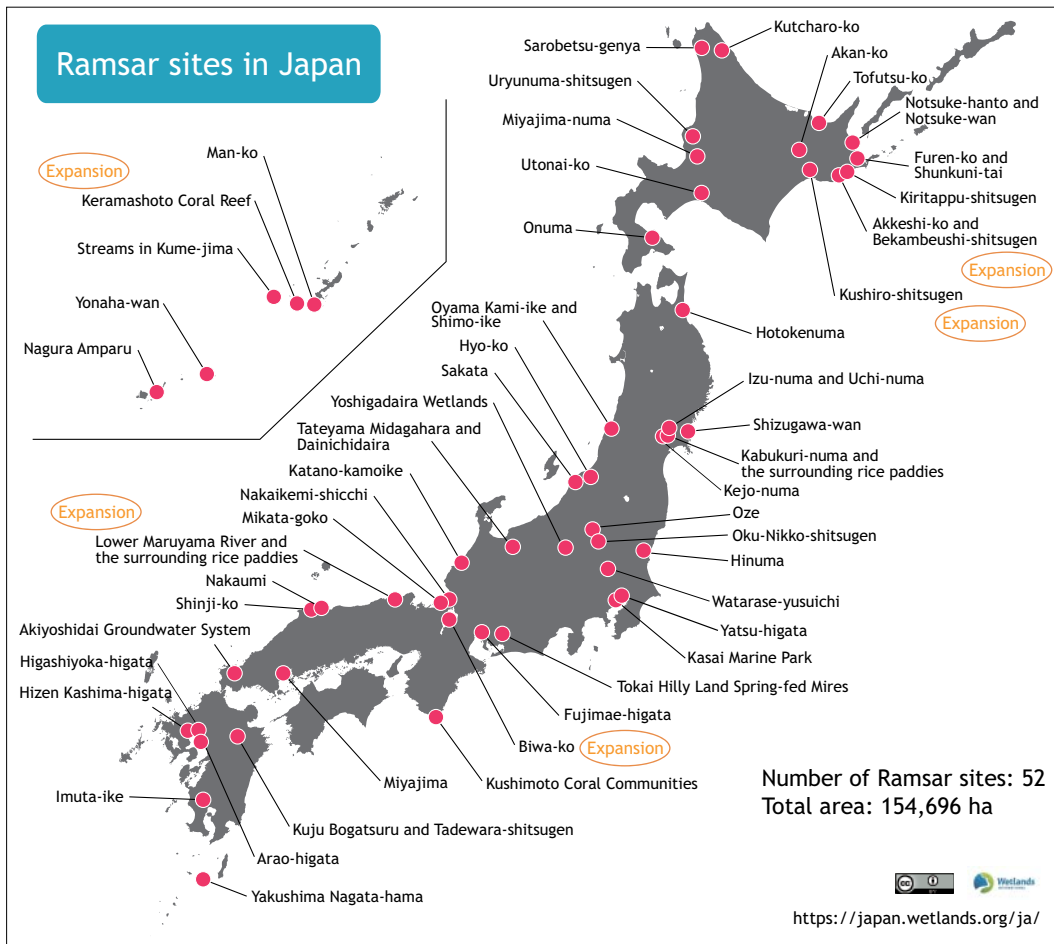 Ramsar sites in Japan
Expansion
Man-ko
Keramashoto Coral Reef
Streams in Kume-jima
Yonaha-wan
Nagura Amparu
Sarobetsu-genya
Kutcharo-ko
Akan-ko
Tofutsu-ko
Uryunuma-shitsugen
Notsuke-hanto and
Notsuke-wan
Miyajima-numa
Furen-ko and
Shunkuni-tai
Utonai-ko
Kiritappu-shitsugen
Onuma
Akkeshi-ko and
Bekambeushi-shitsugen
Expansion
Kushiro-shitsugen
Expansion
Hotokenuma
Oyama Kami-ike and
Shimo-ike
Hyo-ko
Sakata
Yoshigadaira Wetlands
Tateyama Midagahara and
Dainichidaira
Katano-kamoike
Nakaikemi-shicchi
Mikata-goko
Expansion
Lower Maruyama River and
the surrounding rice paddies
Nakaumi
Shinji-ko
Akiyoshidai Groundwater System
Higashiyoka-higata
Hizen Kashima-higata
Imuta-ike
Izu-numa and Uchi-numa
Shizugawa-wan
Kabukuri-numa and
the surrounding rice paddies
Kejo-numa
Oze
Oku-Nikko-shitsugen
Hinuma
Watarase-yusuichi
Yatsu-higata
Kasai Marine Park
Tokai Hilly Land Spring-fed Mires
Fujimae-higata
Biwa-ko
Expansion
Kushimoto Coral Communities
Miyajima
Kuju Bogatsuru and Tadewara-shitsugen
Arao-higata
Yakushima Nagata-hama
Number of Ramsar sites: 52
Total area: 154,696 ha
cc
Wetlands
https://japan.wetlands.org/ja/